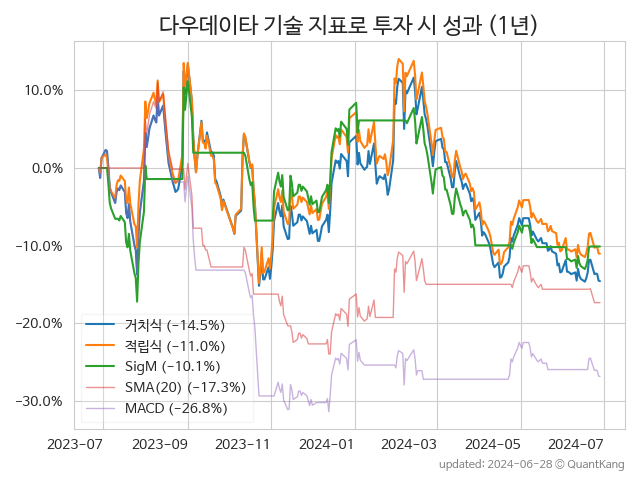 다우데이타 기술 지표로 투자 시 성과 (1년)
10.0%
0.0%
−10.0%
−20.0%
−30.0%
거치식 (−14.5%)
적립식 (−11.0%)
SigM (−10.1%)
SMA(20) (−17.3%)
MACD (−26.8%)
2023-07 2023-09 2023-11 2024-01 2024-03 2024-05 2024-07
updated: 2024-06-28 © QuantKang